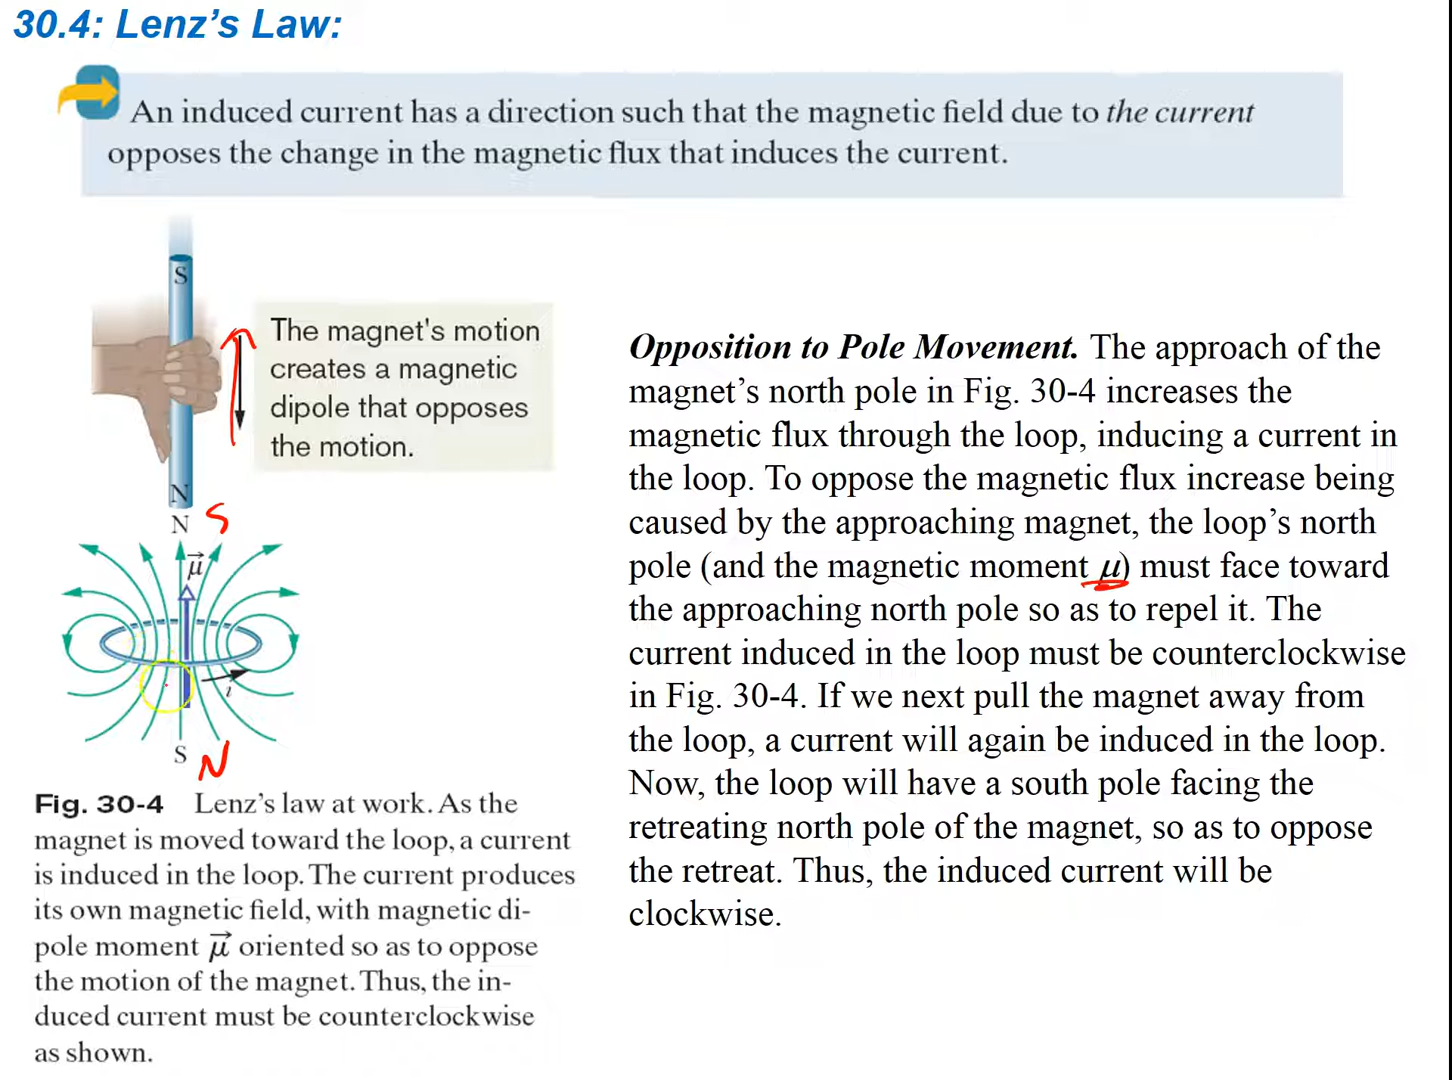 30.4: Lenz's Law:
An induced current has a direction such that the magnetic field due to the current
opposes the change in the magnetic flux that induces the current.
S
The magnet's motion
creates a magnetic
dipole that opposes
the motion.
N
N S
μ⃗
i
S N
Fig. 30-4 Lenz's law at work. As the
magnet is moved toward the loop, a current
is induced in the loop. The current produces
its own magnetic field, with magnetic di-
pole moment μ⃗ oriented so as to oppose
the motion of the magnet. Thus, the in-
duced current must be counterclockwise
as shown.
Opposition to Pole Movement. The approach of the
magnet's north pole in Fig. 30-4 increases the
magnetic flux through the loop, inducing a current in
the loop. To oppose the magnetic flux increase being
caused by the approaching magnet, the loop's north
pole (and the magnetic moment μ) must face toward
the approaching north pole so as to repel it. The
current induced in the loop must be counterclockwise
in Fig. 30-4. If we next pull the magnet away from
the loop, a current will again be induced in the loop.
Now, the loop will have a south pole facing the
retreating north pole of the magnet, so as to oppose
the retreat. Thus, the induced current will be
clockwise.